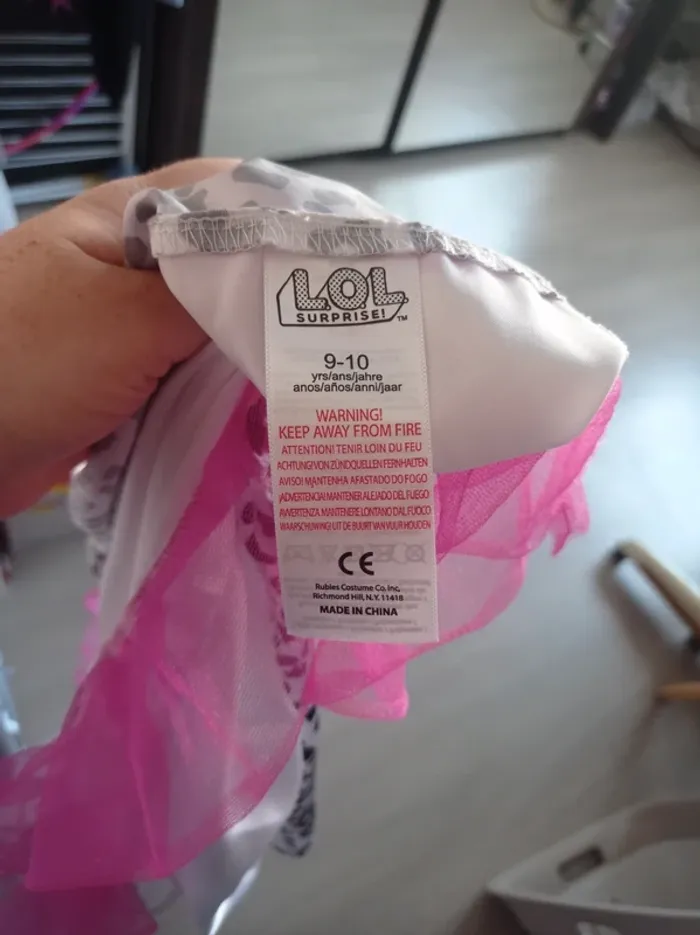 L.O.L.
SURPRISE!™
9-10
yrs/ans/jahre
anos/años/anni/jaar
WARNING!
KEEP AWAY FROM FIRE
ATTENTION! TENIR LOIN DU FEU
ACHTUNG! VON ZÜNDQUELLEN FERNHALTEN
AVISO! MANTENHA AFASTADO DO FOGO
¡ADVERTENCIA! MANTENER ALEJADO DEL FUEGO
AVVERTENZA MANTENERE LONTANO DAL FUOCO
WAARSCHUWING! UIT DE BUURT VAN VUUR HOUDEN
CE
Rubies Costume Co. Inc,
Richmond Hill, N.Y. 11418
MADE IN CHINA